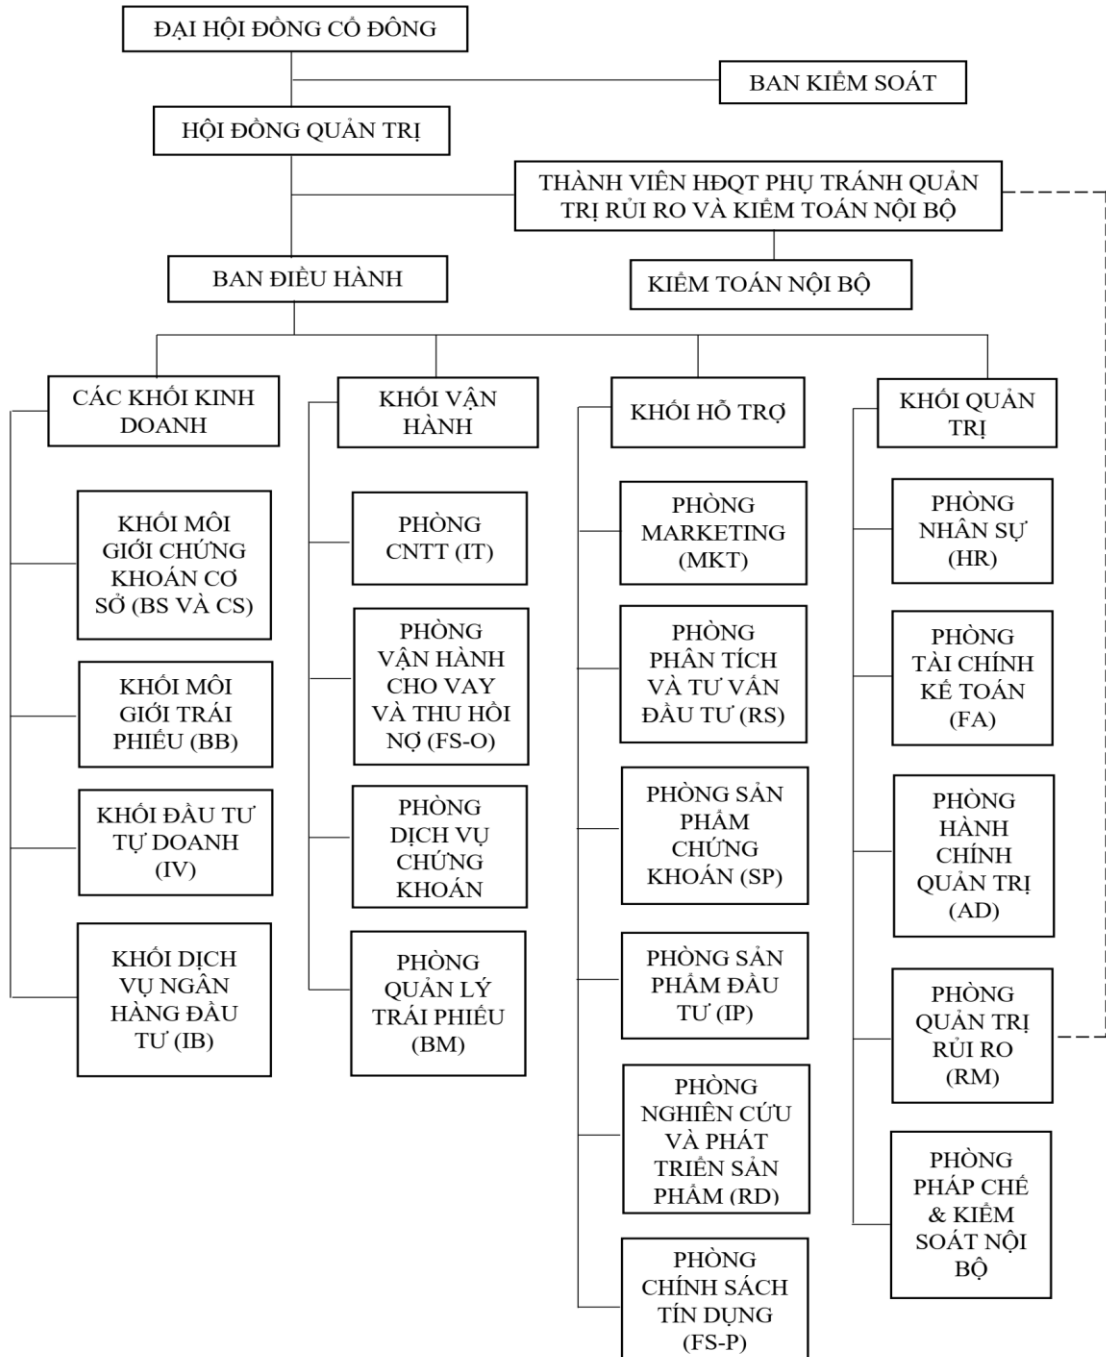 ĐẠI HỘI ĐỒNG CỔ ĐÔNG
BAN KIỂM SOÁT
HỘI ĐỒNG QUẢN TRỊ
THÀNH VIÊN HĐQT PHỤ TRÁNH QUẢN
TRỊ RỦI RO VÀ KIỂM TOÁN NỘI BỘ
BAN ĐIỀU HÀNH
KIỂM TOÁN NỘI BỘ
CÁC KHỐI KINH
DOANH
KHỐI MÔI
GIỚI CHỨNG
KHOÁN CƠ
SỞ (BS VÀ CS)
KHỐI MÔI
GIỚI TRÁI
PHIẾU (BB)
KHỐI ĐẦU TƯ
TỰ DOANH
(IV)
KHỐI DỊCH
VỤ NGÂN
HÀNG ĐẦU
TƯ (IB)
KHỐI VẬN
HÀNH
PHÒNG
CNTT (IT)
PHÒNG
VẬN HÀNH
CHO VAY
VÀ THU HỒI
NỢ (FS-O)
PHÒNG
DỊCH VỤ
CHỨNG
KHOÁN
PHÒNG
QUẢN LÝ
TRÁI PHIẾU
(BM)
KHỐI HỖ TRỢ
PHÒNG
MARKETING
(MKT)
PHÒNG
PHÂN TÍCH
VÀ TƯ VẤN
ĐẦU TƯ (RS)
PHÒNG SẢN
PHẨM
CHỨNG
KHOÁN (SP)
PHÒNG SẢN
PHẨM ĐẦU
TƯ (IP)
PHÒNG
NGHIÊN CỨU
VÀ PHÁT
TRIỂN SẢN
PHẨM (RD)
PHÒNG
CHÍNH SÁCH
TÍN DỤNG
(FS-P)
KHỐI QUẢN
TRỊ
PHÒNG
NHÂN SỰ
(HR)
PHÒNG
TÀI CHÍNH
KẾ TOÁN
(FA)
PHÒNG
HÀNH
CHÍNH
QUẢN TRỊ
(AD)
PHÒNG
QUẢN TRỊ
RỦI RO
(RM)
PHÒNG
PHÁP CHẾ
& KIỂM
SOÁT NỘI
BỘ